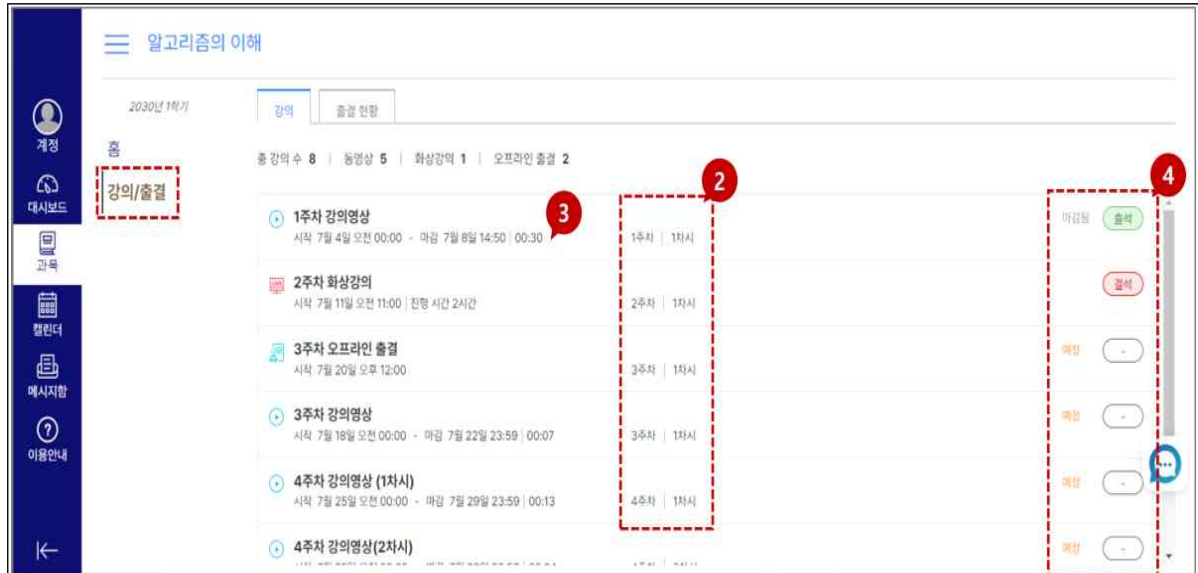 알고리즘의 이해
2030년 1학기
강의
출결 현황
계정
홈
총 강의 수 8 | 동영상 5 | 화상강의 1 | 오프라인 출결 2
강의/출결
대시보드
2
4
3
1주차 강의영상
시작 7월 4일 오전 00:00 - 마감 7월 8일 14:50 | 00:30
1주차 | 1차시
마감됨
출석
과목
2주차 화상강의
시작 7월 11일 오전 11:00 | 진행 시간 2시간
2주차 | 1차시
결석
캘린더
3주차 오프라인 출결
시작 7월 20일 오후 12:00
3주차 | 1차시
예정
-
메시지함
3주차 강의영상
시작 7월 18일 오전 00:00 - 마감 7월 22일 23:59 | 00:07
3주차 | 1차시
예정
-
이용안내
4주차 강의영상 (1차시)
시작 7월 25일 오전 00:00 - 마감 7월 29일 23:59 | 00:13
4주차 | 1차시
예정
-
4주차 강의영상(2차시)
예정
-